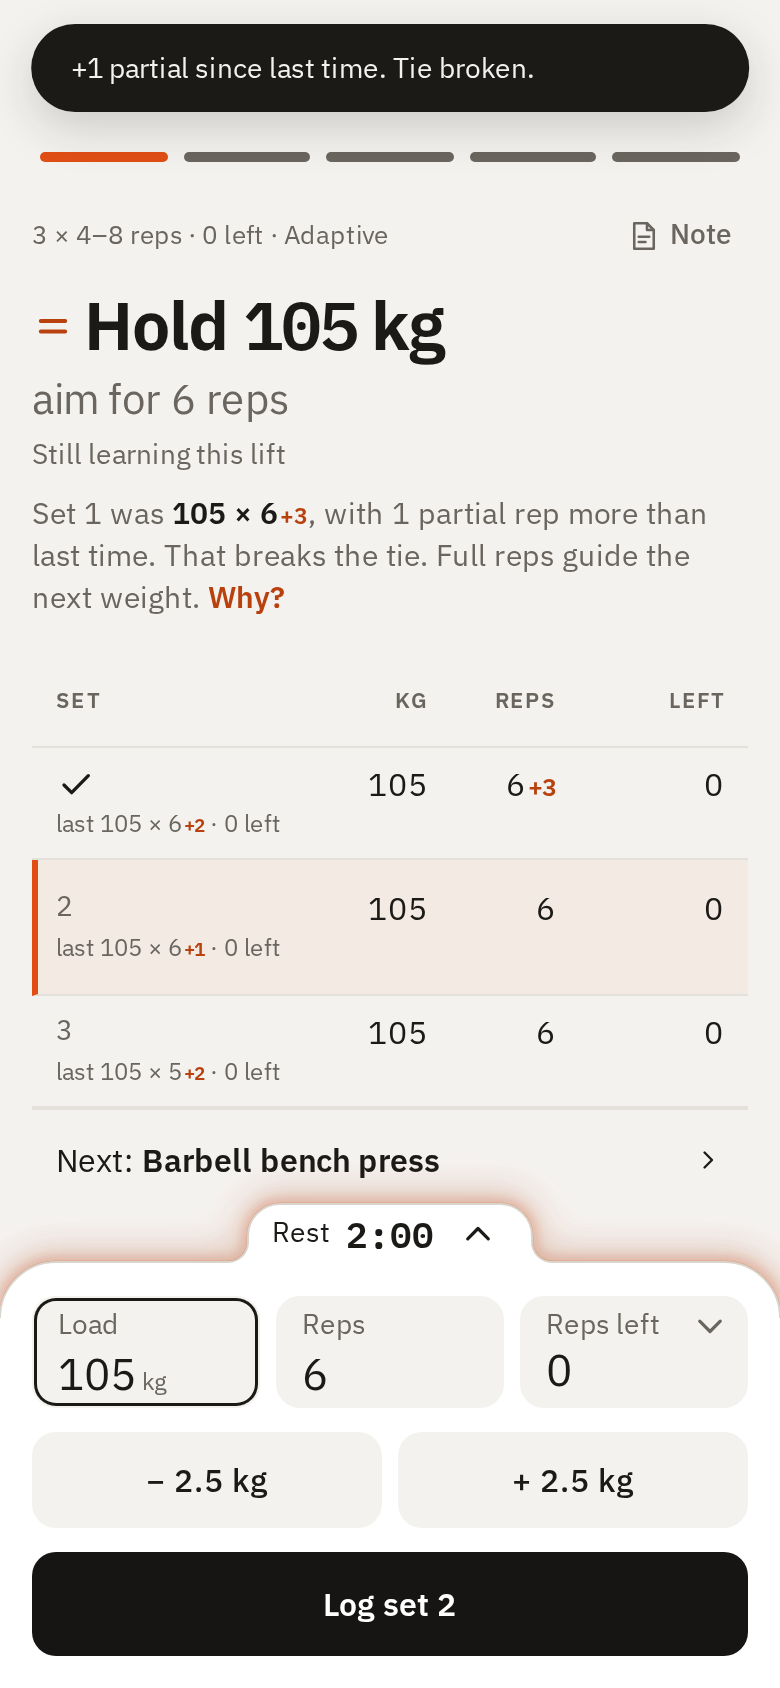 +1 partial since last time. Tie broken.
3 × 4–8 reps · 0 left · Adaptive
Note
= Hold 105 kg
aim for 6 reps
Still learning this lift
Set 1 was 105 × 6+3, with 1 partial rep more than
last time. That breaks the tie. Full reps guide the
next weight. Why?
SET KG REPS LEFT
105 6+3 0
last 105 × 6+2 · 0 left
2 105 6 0
last 105 × 6+1 · 0 left
3 105 6 0
last 105 × 5+2 · 0 left
Next: Barbell bench press
Rest 2:00
Load Reps Reps left
105 kg 6 0
– 2.5 kg + 2.5 kg
Log set 2